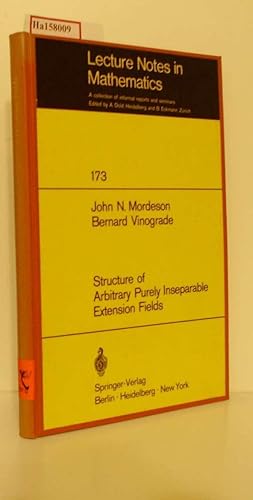 Ha158009
Lecture Notes in
Mathematics
A collection of informal reports and seminars
Edited by A. Dold, Heidelberg and B. Eckmann, Zürich
173
John N. Mordeson
Bernard Vinograde
Structure of
Arbitrary Purely Inseparable
Extension Fields
Springer-Verlag
Berlin · Heidelberg · New York